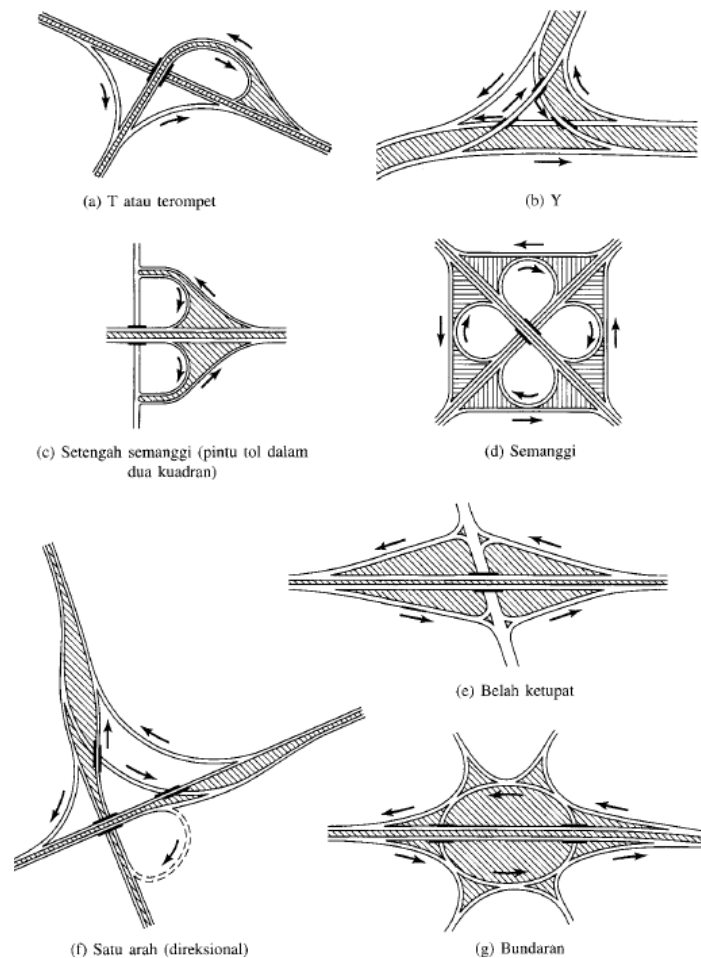 (a) T atau terompet
(b) Y
(c) Setengah semanggi (pintu tol dalam
dua kuadran)
(d) Semanggi
(e) Belah ketupat
(f) Satu arah (direksional)
(g) Bundaran